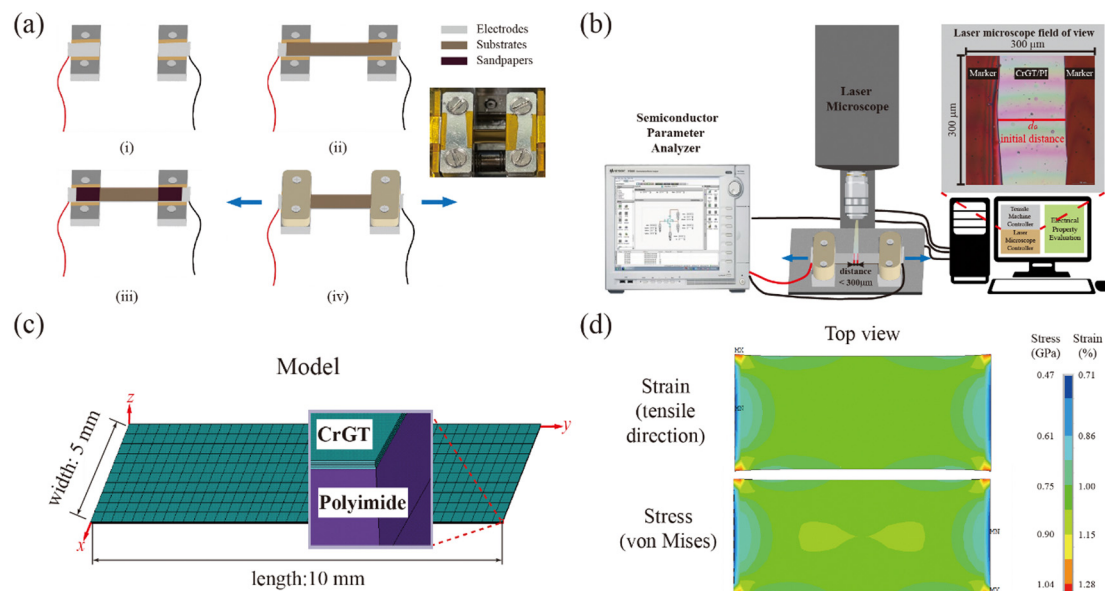 (a)
Electrodes
Substrates
Sandpapers
(i)
(ii)
(iii)
(iv)
(b)
Laser microscope field of view
300 μm
300 μm
Marker
CrGT/PI
Marker
d₀
initial distance
Laser
Microscope
Semiconductor
Parameter
Analyzer
distance
< 300μm
Tensile
Machine
Controller
Laser
Microscope
Controller
Electrical
Property
Evaluation
(c)
Model
z
y
x
width: 5 mm
CrGT
Polyimide
length:10 mm
(d)
Top view
Strain
(tensile
direction)
Stress
(von Mises)
MX
MN
MN
Stress
(GPa)
Strain
(%)
0.47 0.71
0.61 0.86
0.75 1.00
0.90 1.15
1.04 1.28